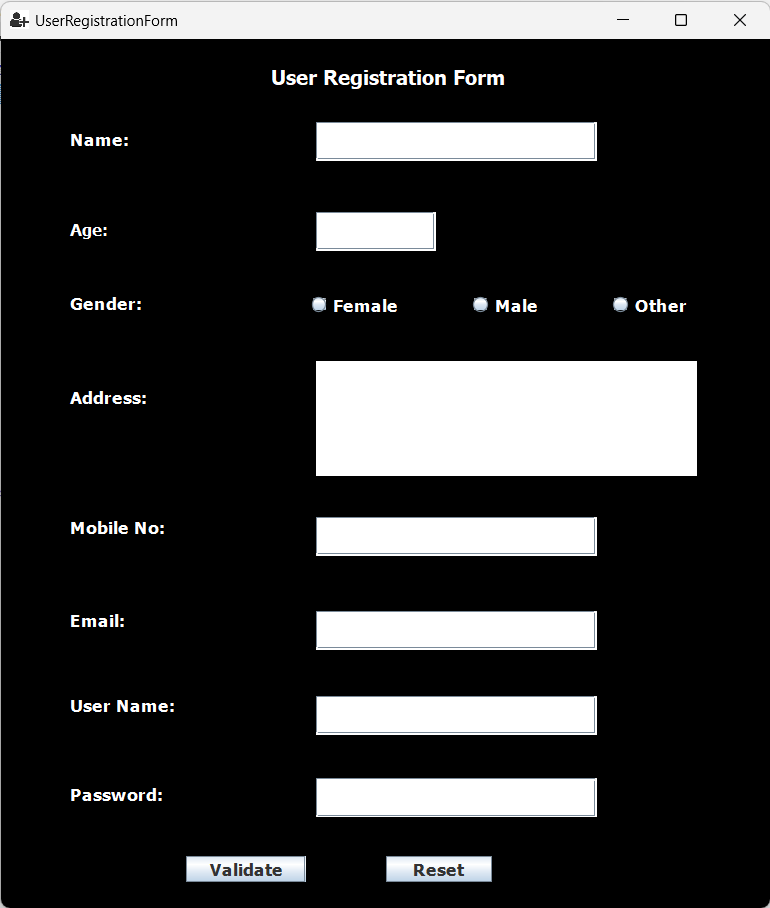 UserRegistrationForm
User Registration Form
Name:
Age:
Gender: Female Male Other
Address:
Mobile No:
Email:
User Name:
Password:
Validate Reset